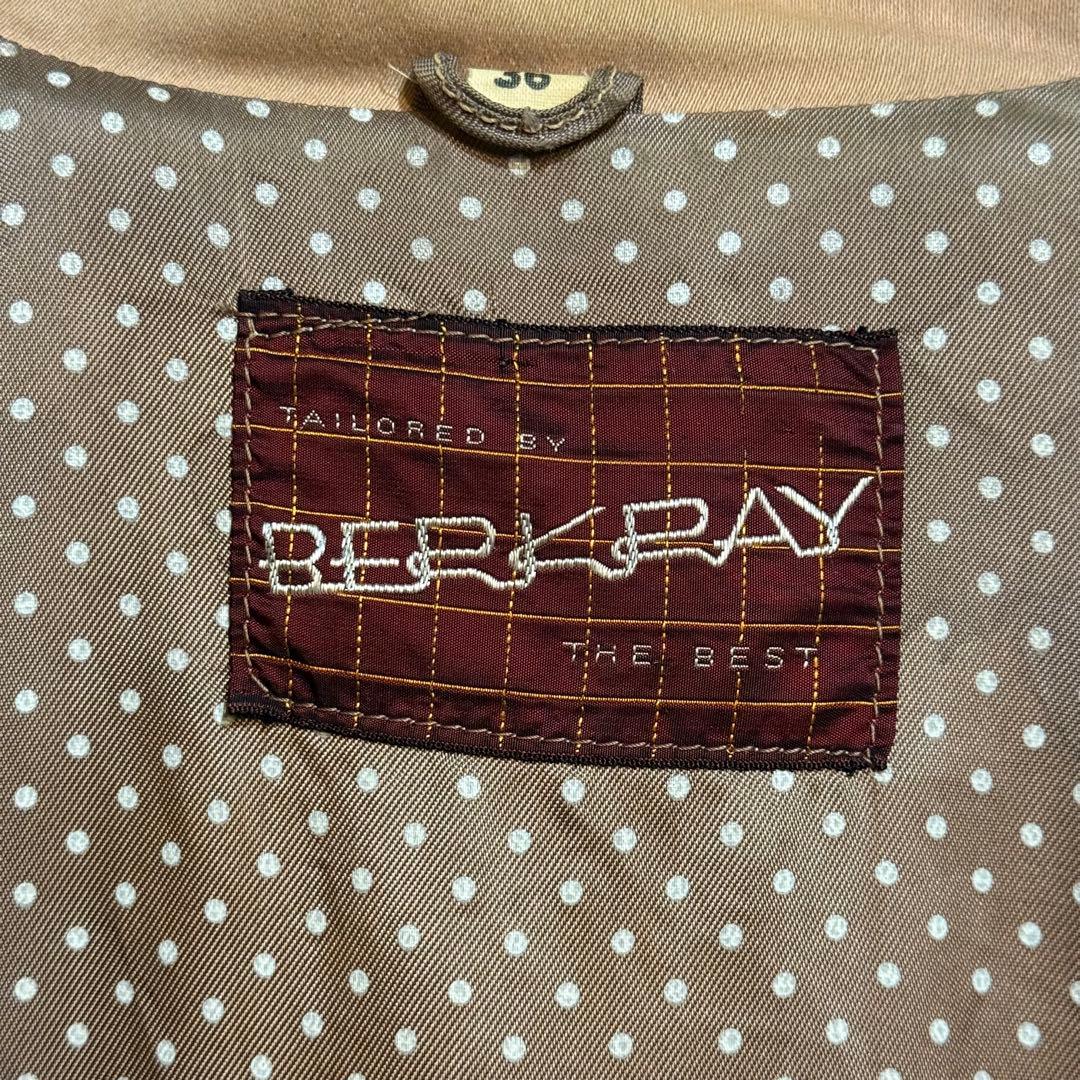 36
TAILORED BY
BERKRAY
THE BEST